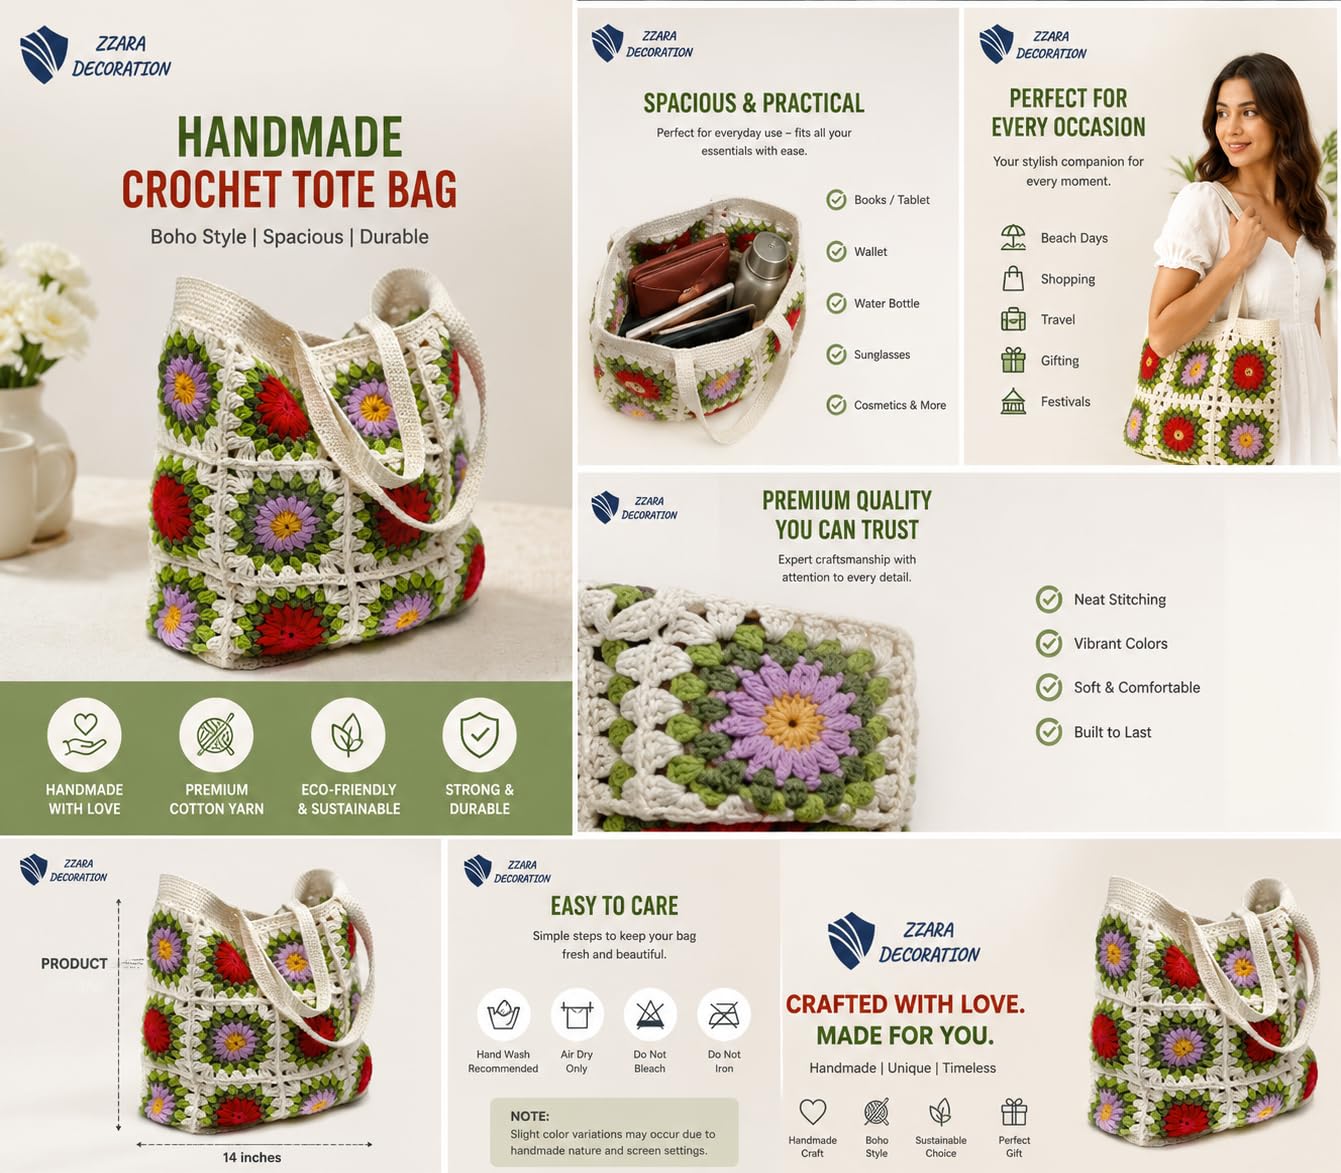 ZZARA
DECORATION
HANDMADE
CROCHET TOTE BAG
Boho Style | Spacious | Durable
HANDMADE
WITH LOVE
PREMIUM
COTTON YARN
ECO-FRIENDLY
& SUSTAINABLE
STRONG &
DURABLE
ZZARA
DECORATION
SPACIOUS & PRACTICAL
Perfect for everyday use – fits all your
essentials with ease.
Books / Tablet
Wallet
Water Bottle
Sunglasses
Cosmetics & More
ZZARA
DECORATION
PERFECT FOR
EVERY OCCASION
Your stylish companion for
every moment.
Beach Days
Shopping
Travel
Gifting
Festivals
ZZARA
DECORATION
PREMIUM QUALITY
YOU CAN TRUST
Expert craftsmanship with
attention to every detail.
Neat Stitching
Vibrant Colors
Soft & Comfortable
Built to Last
ZZARA
DECORATION
PRODUCT
14 inches
ZZARA
DECORATION
EASY TO CARE
Simple steps to keep your bag
fresh and beautiful.
Hand Wash
Recommended
Air Dry
Only
Do Not
Bleach
Do Not
Iron
NOTE:
Slight color variations may occur due to
handmade nature and screen settings.
ZZARA
DECORATION
CRAFTED WITH LOVE.
MADE FOR YOU.
Handmade | Unique | Timeless
Handmade
Craft
Boho
Style
Sustainable
Choice
Perfect
Gift